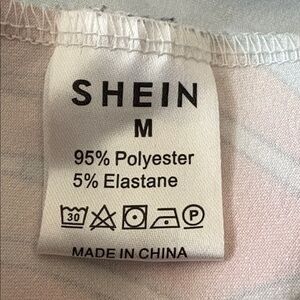 SHEIN
M
95% Polyester
5% Elastane
30 P
MADE IN CHINA